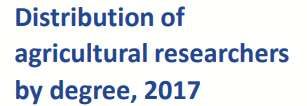 Distribution of
agricultural researchers
by degree, 2017